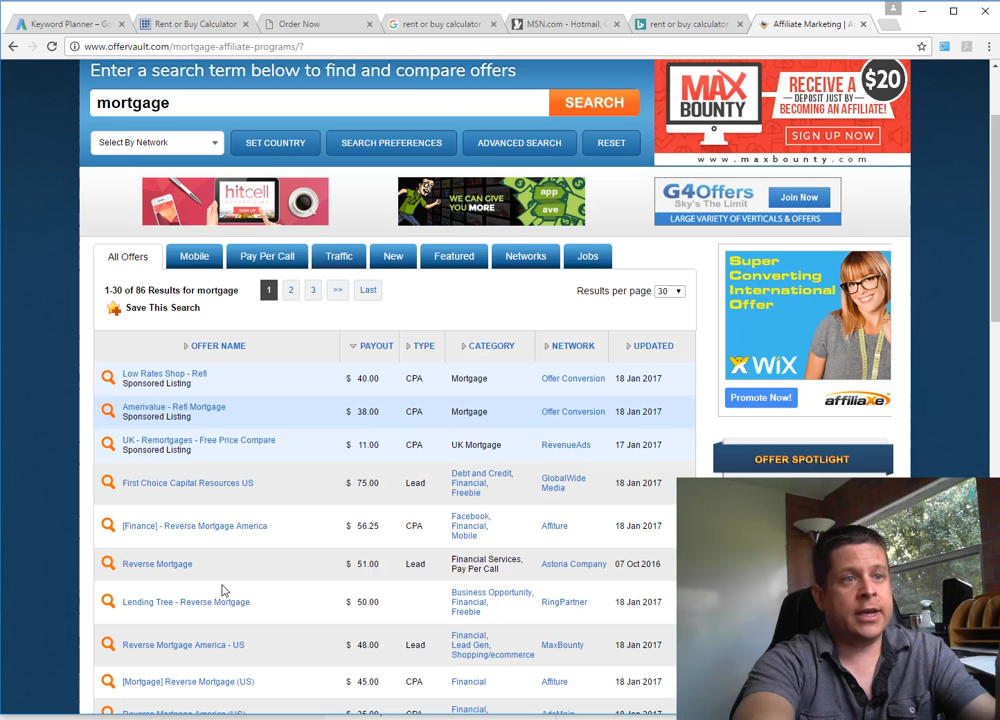 Keyword Planner – Go
Rent or Buy Calculator
Order Now
rent or buy calculator
MSN.com - Hotmail,
rent or buy calculator
Affiliate Marketing | A
www.offervault.com/mortgage-affiliate-programs/?
Enter a search term below to find and compare offers
mortgage
SEARCH
Select By Network
SET COUNTRY
SEARCH PREFERENCES
ADVANCED SEARCH
RESET
MAX BOUNTY
RECEIVE A $20
DEPOSIT JUST BY
BECOMING AN AFFILIATE!
SIGN UP NOW
www.maxbounty.com
hitcell
WE CAN GIVE YOU MORE
app
ave
G4Offers
Sky's The Limit
Join Now
LARGE VARIETY OF VERTICALS & OFFERS
All Offers
Mobile
Pay Per Call
Traffic
New
Featured
Networks
Jobs
1-30 of 86 Results for mortgage
1 2 3 >> Last
Results per page 30
Save This Search
OFFER NAME PAYOUT TYPE CATEGORY NETWORK UPDATED
Low Rates Shop - Refi $ 40.00 CPA Mortgage Offer Conversion 18 Jan 2017
Sponsored Listing
Amerivalue - Refi Mortgage $ 38.00 CPA Mortgage Offer Conversion 18 Jan 2017
Sponsored Listing
UK - Remortgages - Free Price Compare $ 11.00 CPA UK Mortgage RevenueAds 17 Jan 2017
Sponsored Listing
First Choice Capital Resources US $ 75.00 Lead Debt and Credit, Financial, Freebie GlobalWide Media 18 Jan 2017
[Finance] - Reverse Mortgage America $ 56.25 CPA Facebook, Financial, Mobile Affiture 18 Jan 2017
Reverse Mortgage $ 51.00 Lead Financial Services, Pay Per Call Astoria Company 07 Oct 2016
Lending Tree - Reverse Mortgage $ 50.00 Business Opportunity, Financial, Freebie RingPartner 18 Jan 2017
Reverse Mortgage America - US $ 48.00 Lead Financial, Lead Gen, Shopping/ecommerce MaxBounty 18 Jan 2017
[Mortgage] Reverse Mortgage (US) $ 45.00 CPA Financial Affiture 18 Jan 2017
Financial,
Super
Converting
International
Offer
WiX
Promote Now!
affiliaXe
OFFER SPOTLIGHT